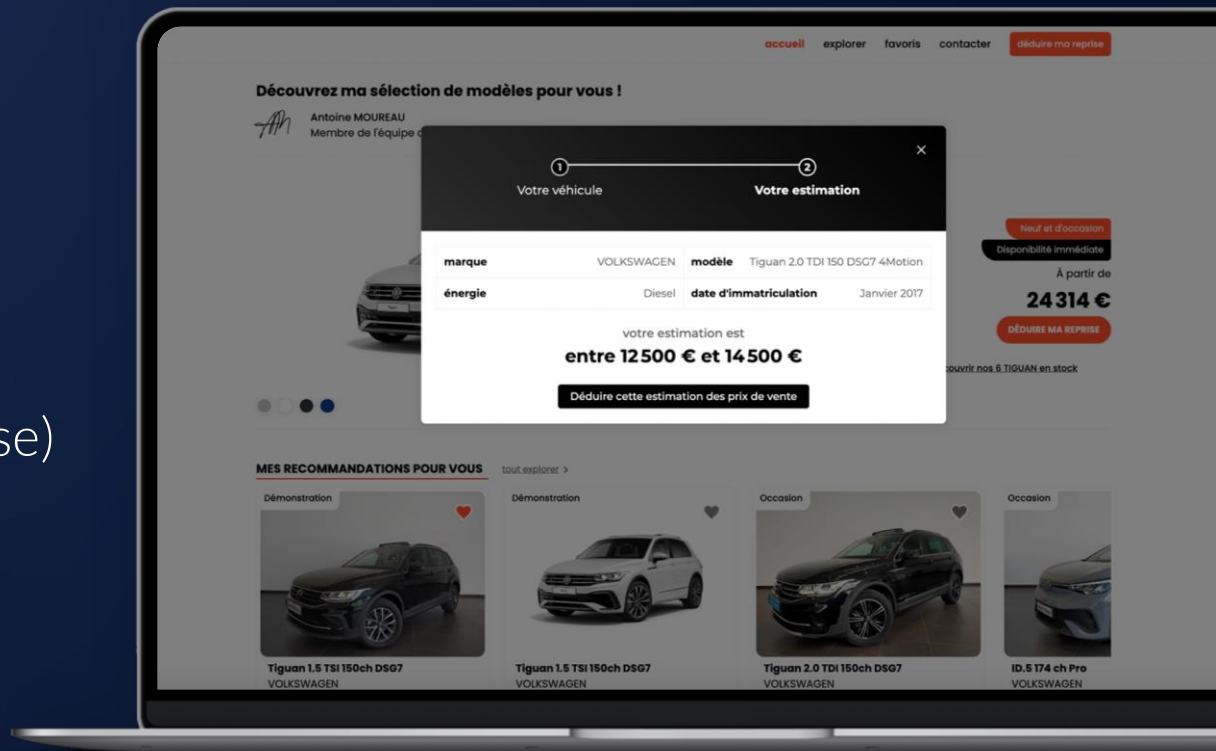 accueil explorer favoris contacter déduire ma reprise
Découvrez ma sélection de modèles pour vous !
Antoine MOUREAU
Membre de l'équipe
1 2
Votre véhicule Votre estimation
marque VOLKSWAGEN modèle Tiguan 2.0 TDI 150 DSG7 4Motion
énergie Diesel date d'immatriculation Janvier 2017
votre estimation est
entre 12 500 € et 14 500 €
Déduire cette estimation des prix de vente
Neuf et d'occasion
Disponibilité immédiate
À partir de
24 314 €
DÉDUIRE MA REPRISE
ouvrir nos 6 TIGUAN en stock
se)
MES RECOMMANDATIONS POUR VOUS tout explorer >
Démonstration Démonstration Occasion Occasion
Tiguan 1.5 TSI 150ch DSG7 Tiguan 1.5 TSI 150ch DSG7 Tiguan 2.0 TDI 150ch DSG7 ID.5 174 ch Pro
VOLKSWAGEN VOLKSWAGEN VOLKSWAGEN VOLKSWAGEN